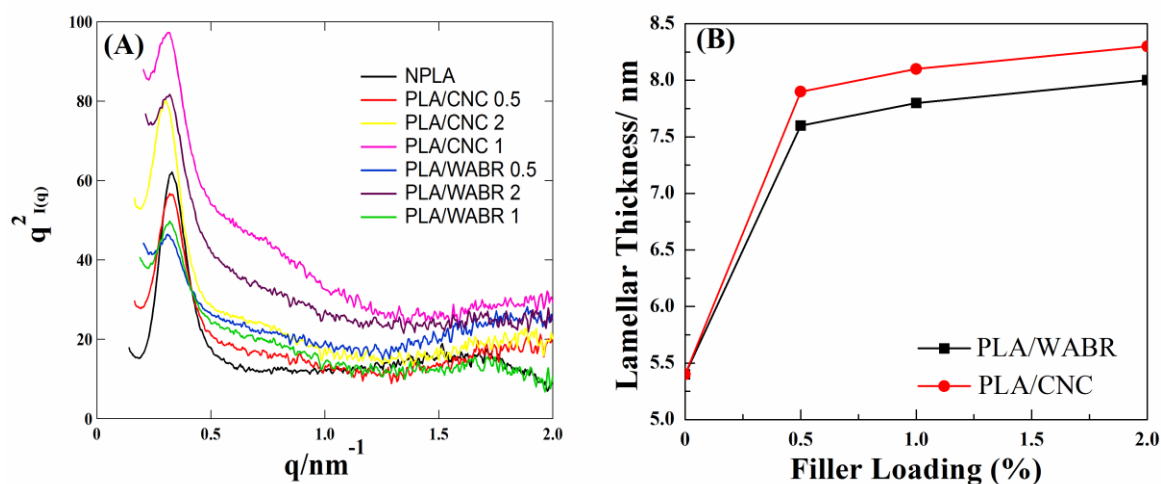 (A)
NPLA
PLA/CNC 0.5
PLA/CNC 2
PLA/CNC 1
PLA/WABR 0.5
PLA/WABR 2
PLA/WABR 1
q² I(q)
100
80
60
40
20
0
0 0.5 1.0 1.5 2.0
q/nm⁻¹
(B)
Lamellar Thickness/ nm
8.5
8.0
7.5
7.0
6.5
6.0
5.5
5.0
PLA/WABR
PLA/CNC
0 0.5 1.0 1.5 2.0
Filler Loading (%)